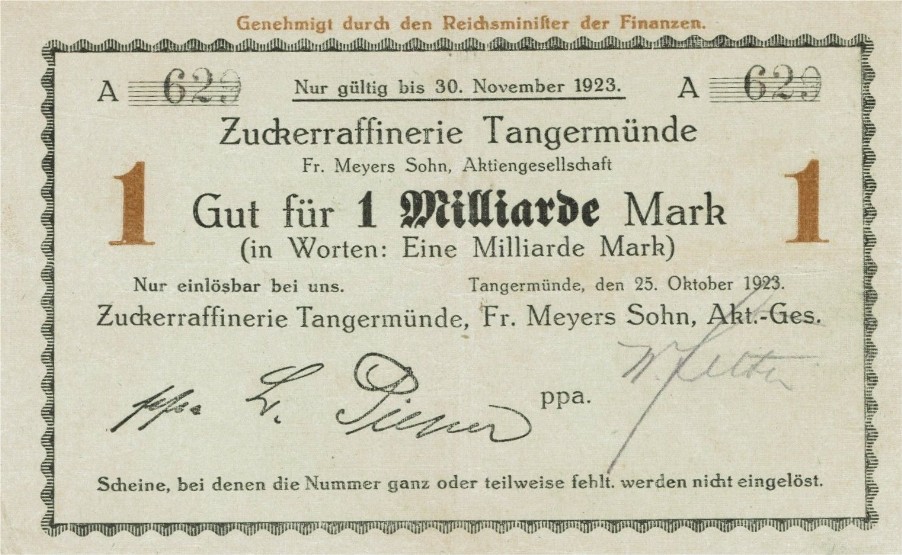 Genehmigt durch den Reichsminister der Finanzen.
A 629 Nur gültig bis 30. November 1923. A 629
Zuckerraffinerie Tangermünde
Fr. Meyers Sohn, Aktiengesellschaft
1 Gut für 1 Milliarde Mark 1
(in Worten: Eine Milliarde Mark)
Nur einlösbar bei uns. Tangermünde, den 25. Oktober 1923.
Zuckerraffinerie Tangermünde, Fr. Meyers Sohn, Akt.-Ges.
ppa. L. ppa. W.
Scheine, bei denen die Nummer ganz oder teilweise fehlt. werden nicht eingelöst.